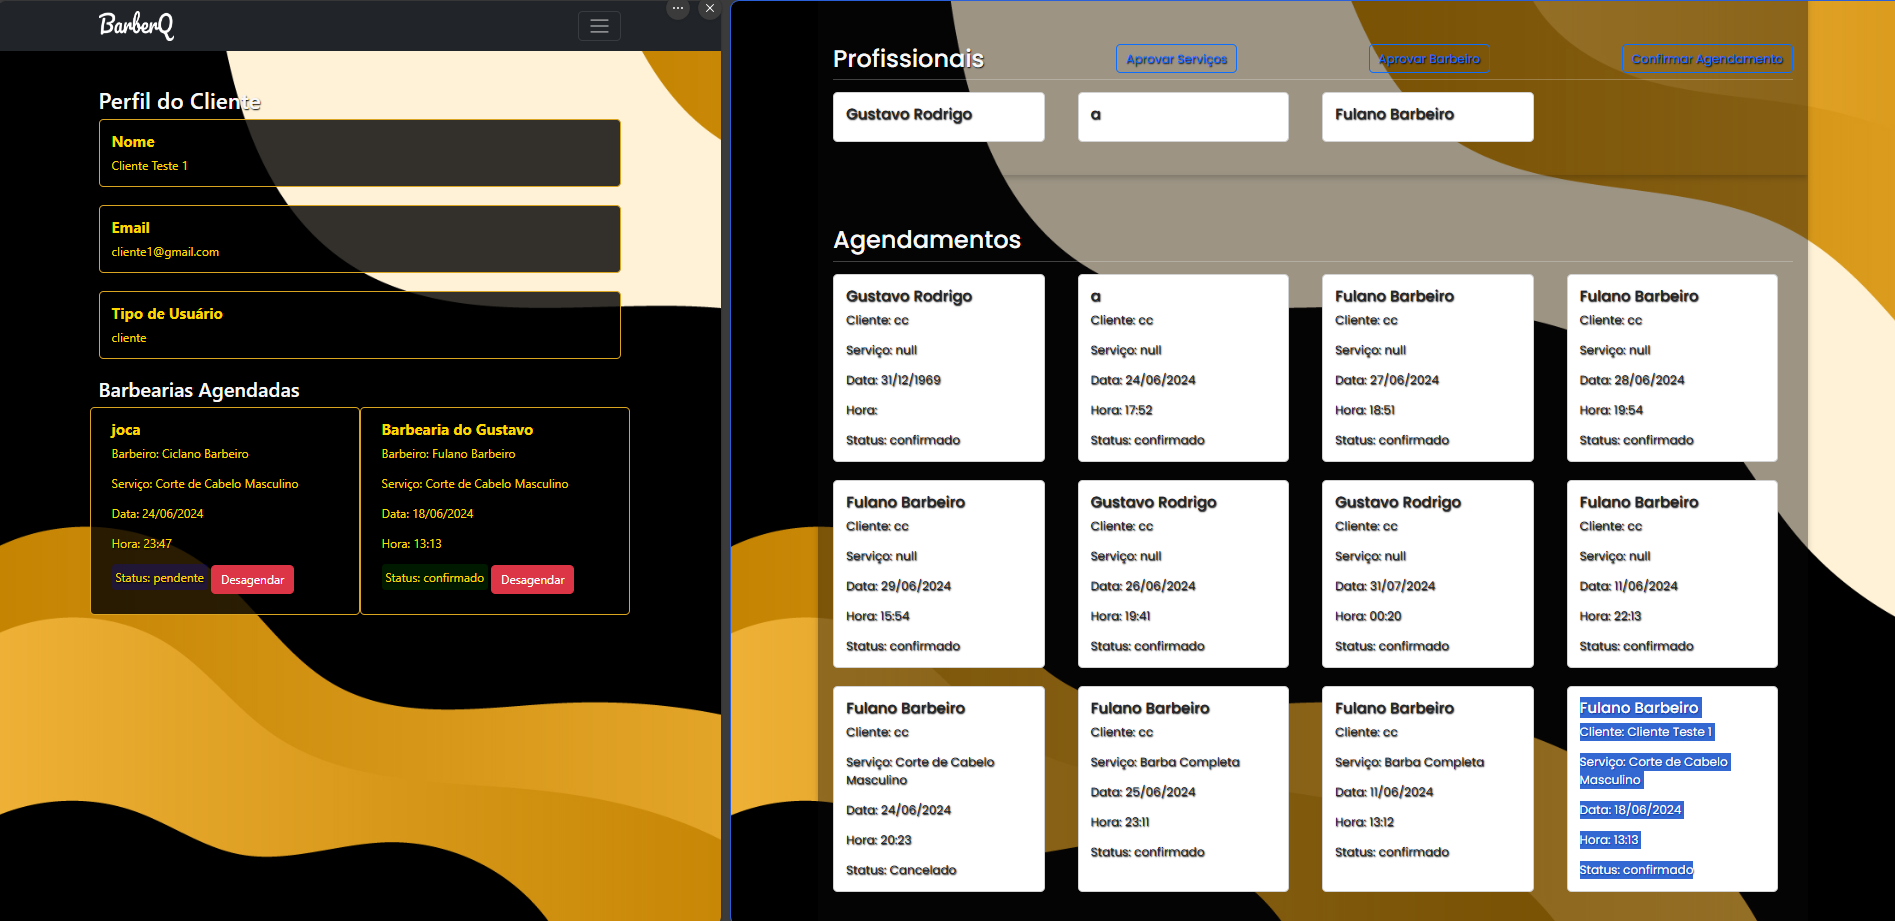 BarberQ
Perfil do Cliente
Nome
Cliente Teste 1
Email
cliente1@gmail.com
Tipo de Usuário
cliente
Barbearias Agendadas
joca
Barbeiro: Ciclano Barbeiro
Serviço: Corte de Cabelo Masculino
Data: 24/06/2024
Hora: 23:47
Status: pendente
Desagendar
Barbearia do Gustavo
Barbeiro: Fulano Barbeiro
Serviço: Corte de Cabelo Masculino
Data: 18/06/2024
Hora: 13:13
Status: confirmado
Desagendar
Profissionais
Aprovar Serviços
Aprovar Barbeiro
Confirmar Agendamento
Gustavo Rodrigo
a
Fulano Barbeiro
Agendamentos
Gustavo Rodrigo
Cliente: cc
Serviço: null
Data: 31/12/1969
Hora:
Status: confirmado
a
Cliente: cc
Serviço: null
Data: 24/06/2024
Hora: 17:52
Status: confirmado
Fulano Barbeiro
Cliente: cc
Serviço: null
Data: 27/06/2024
Hora: 18:51
Status: confirmado
Fulano Barbeiro
Cliente: cc
Serviço: null
Data: 28/06/2024
Hora: 19:54
Status: confirmado
Fulano Barbeiro
Cliente: cc
Serviço: null
Data: 29/06/2024
Hora: 15:54
Status: confirmado
Gustavo Rodrigo
Cliente: cc
Serviço: null
Data: 26/06/2024
Hora: 19:41
Status: confirmado
Gustavo Rodrigo
Cliente: cc
Serviço: null
Data: 31/07/2024
Hora: 00:20
Status: confirmado
Fulano Barbeiro
Cliente: cc
Serviço: null
Data: 11/06/2024
Hora: 22:13
Status: confirmado
Fulano Barbeiro
Cliente: cc
Serviço: Corte de Cabelo
Masculino
Data: 24/06/2024
Hora: 20:23
Status: Cancelado
Fulano Barbeiro
Cliente: cc
Serviço: Barba Completa
Data: 25/06/2024
Hora: 23:11
Status: confirmado
Fulano Barbeiro
Cliente: cc
Serviço: Barba Completa
Data: 11/06/2024
Hora: 13:12
Status: confirmado
Fulano Barbeiro
Cliente: Cliente Teste 1
Serviço: Corte de Cabelo
Masculino
Data: 18/06/2024
Hora: 13:13
Status: confirmado